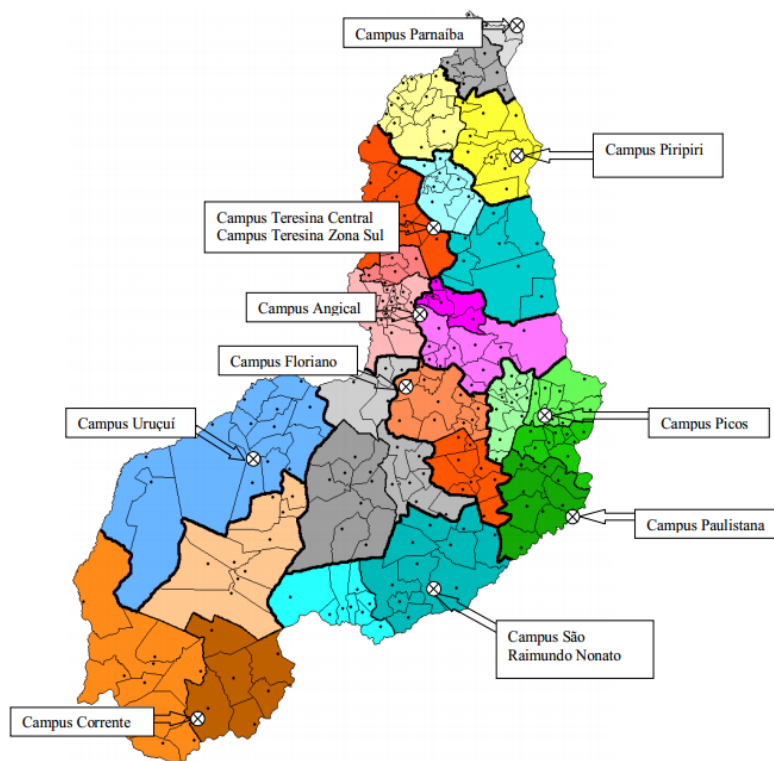 Campus Parnaíba
Campus Piripiri
Campus Teresina Central
Campus Teresina Zona Sul
Campus Angical
Campus Floriano
Campus Uruçuí
Campus Picos
Campus Paulistana
Campus São
Raimundo Nonato
Campus Corrente